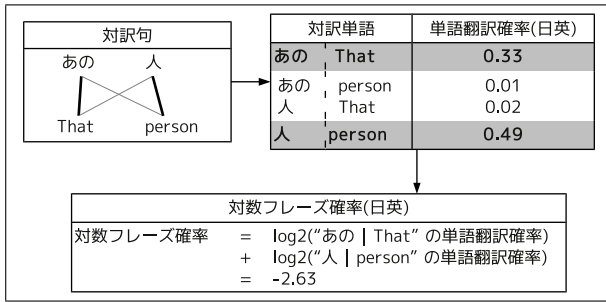 対訳句
あの 人
That person
対訳単語 単語翻訳確率(日英)
あの That 0.33
あの person 0.01
人 That 0.02
人 person 0.49
対数フレーズ確率(日英)
対数フレーズ確率 = log2(“あの | That” の単語翻訳確率)
+ log2(“人 | person” の単語翻訳確率)
= -2.63